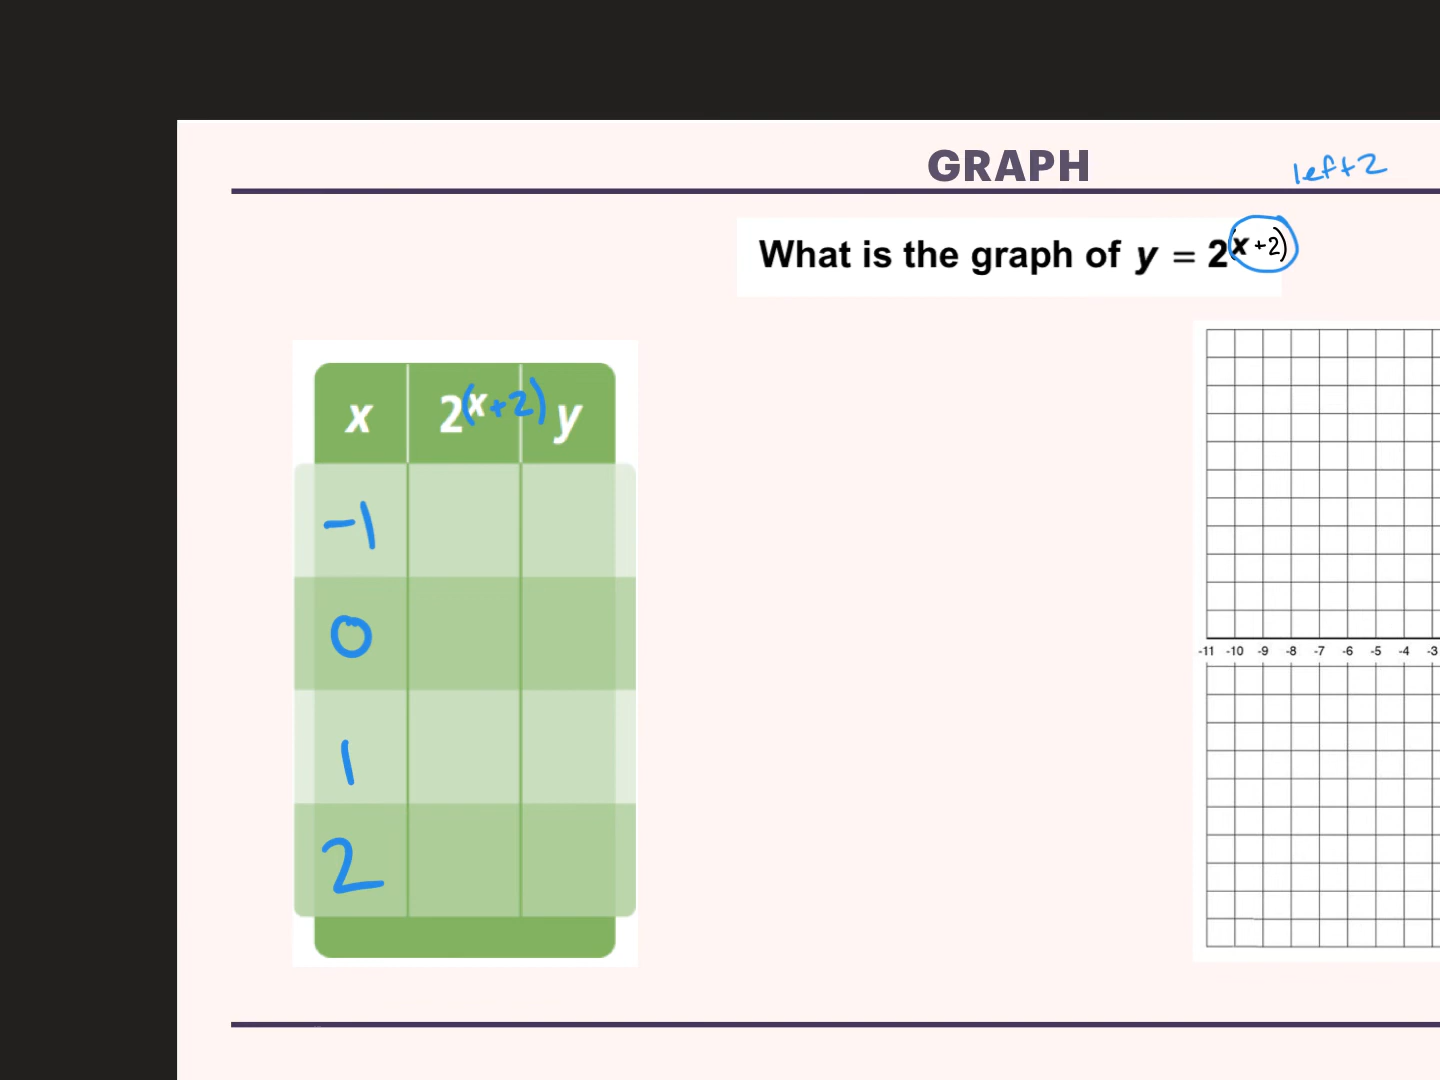 GRAPH
left 2
What is the graph of y = 2^(x+2)
x 2^(x+2) y
-1
0
1
2
-11 -10 -9 -8 -7 -6 -5 -4 -3